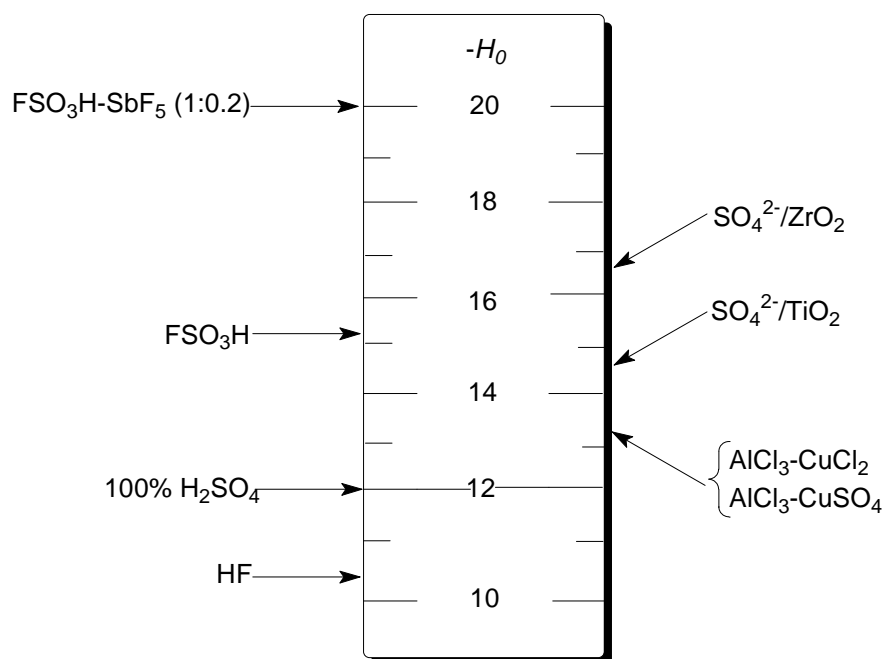 -H₀
FSO₃H-SbF₅ (1:0.2)
20
18
SO₄²⁻/ZrO₂
16
SO₄²⁻/TiO₂
FSO₃H
14
AlCl₃-CuCl₂
100% H₂SO₄
12
AlCl₃-CuSO₄
HF
10